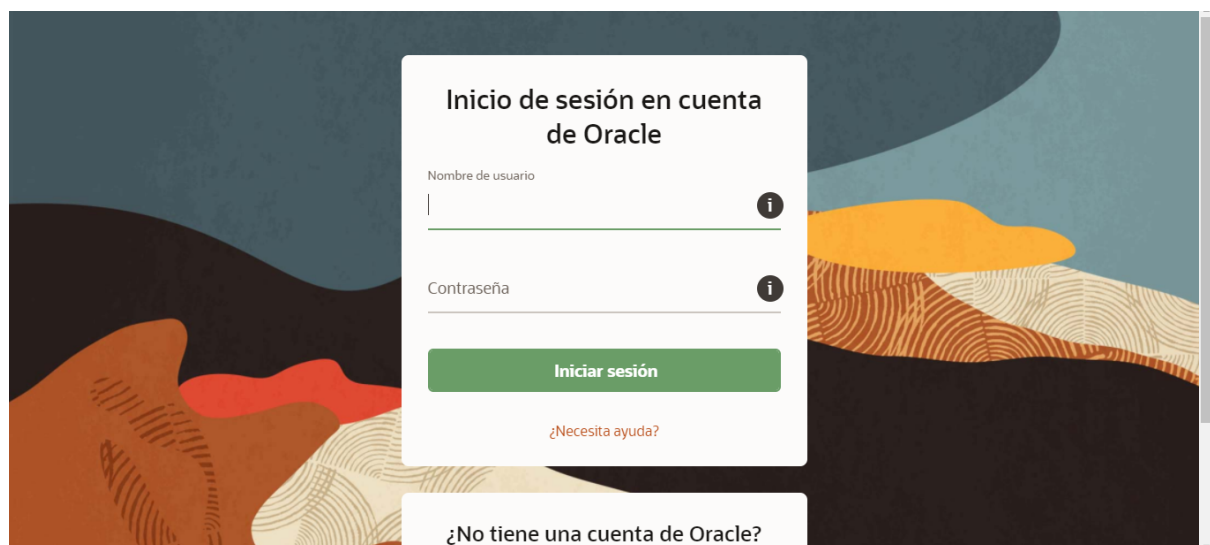 Inicio de sesión en cuenta
de Oracle
Nombre de usuario
Contraseña
Iniciar sesión
¿Necesita ayuda?
¿No tiene una cuenta de Oracle?